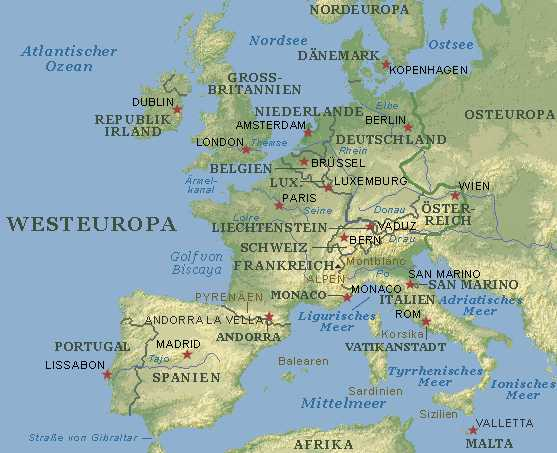 NORDEUROPA
Nordsee
Ostsee
Atlantischer
Ozean
DÄNEMARK
KOPENHAGEN
GROSS-
BRITANNIEN
DUBLIN
REPUBLIK
IRLAND
NIEDERLANDE
AMSTERDAM
Elbe
BERLIN
OSTEUROPA
LONDON
Themse
DEUTSCHLAND
Rhein
BELGIEN
BRÜSSEL
Ärmel-
kanal
LUX.
LUXEMBURG
WIEN
PARIS
Seine
Loire
Donau
WESTEUROPA
LIECHTENSTEIN
VADUZ
ÖSTER-
REICH
BERN
Drau
SCHWEIZ
Golf von
Biscaya
FRANKREICH
Montblanc
ALPEN
Po
SAN MARINO
SAN MARINO
PYRENÄEN
MONACO
MONACO
ITALIEN
Adriatisches
Meer
ANDORRA LA VELLA
ANDORRA
Ligurisches
Meer
ROM
Korsika
VATIKANSTADT
PORTUGAL
MADRID
LISSABON
Tajo
SPANIEN
Balearen
Tyrrhenisches
Meer
Ionisches
Meer
Sardinien
Mittelmeer
Sizilien
VALLETTA
MALTA
Straße von Gibraltar
AFRIKA